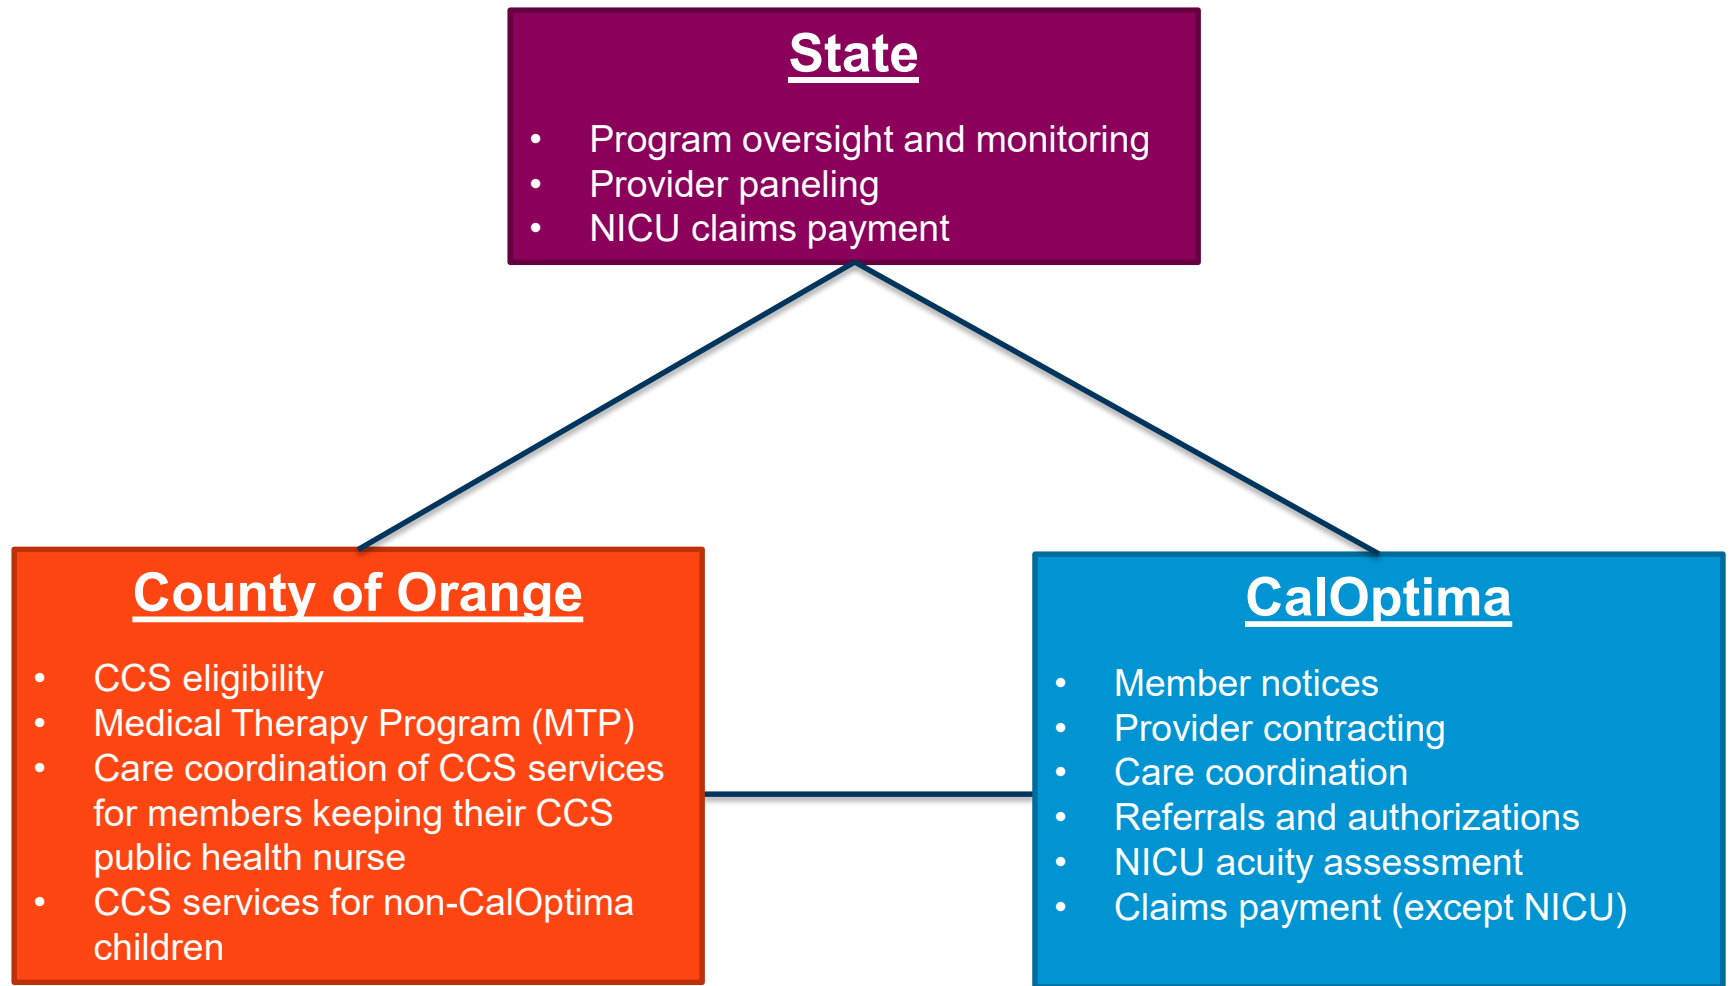 State
• Program oversight and monitoring
• Provider paneling
• NICU claims payment
County of Orange
• CCS eligibility
• Medical Therapy Program (MTP)
• Care coordination of CCS services
for members keeping their CCS
public health nurse
• CCS services for non-CalOptima
children
CalOptima
• Member notices
• Provider contracting
• Care coordination
• Referrals and authorizations
• NICU acuity assessment
• Claims payment (except NICU)